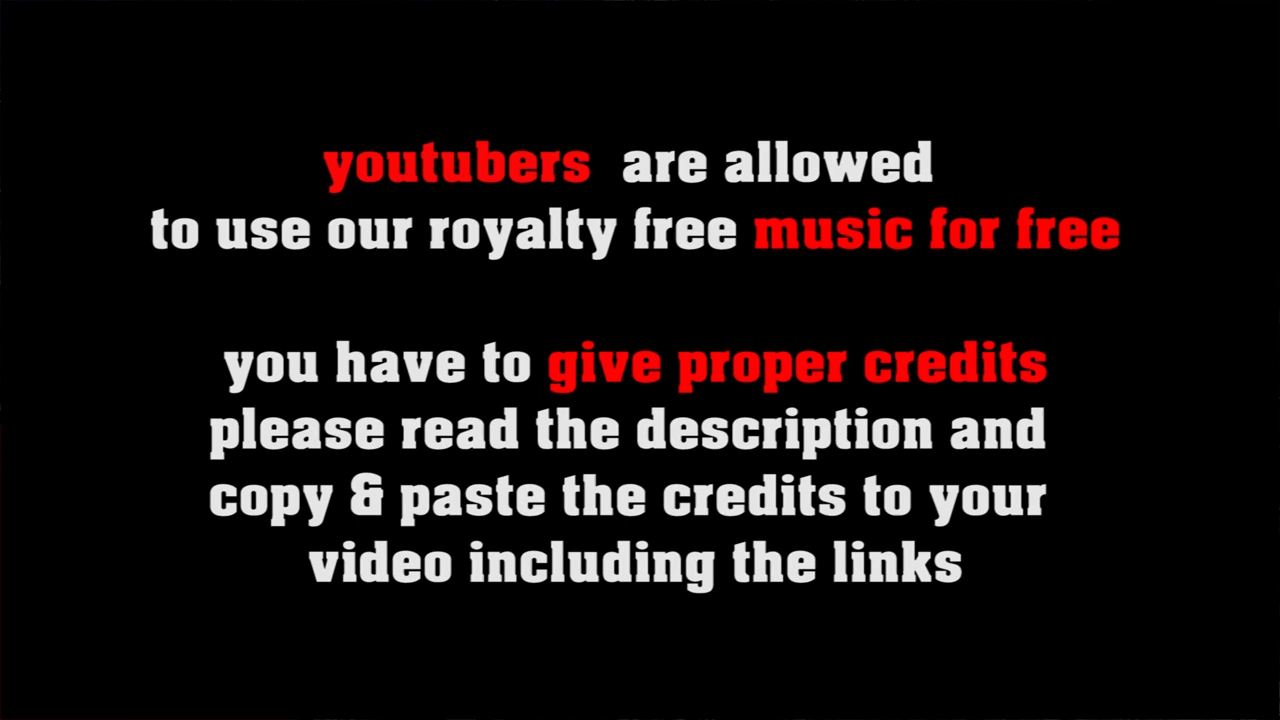 youtubers are allowed
to use our royalty free music for free
you have to give proper credits
please read the description and
copy & paste the credits to your
video including the links